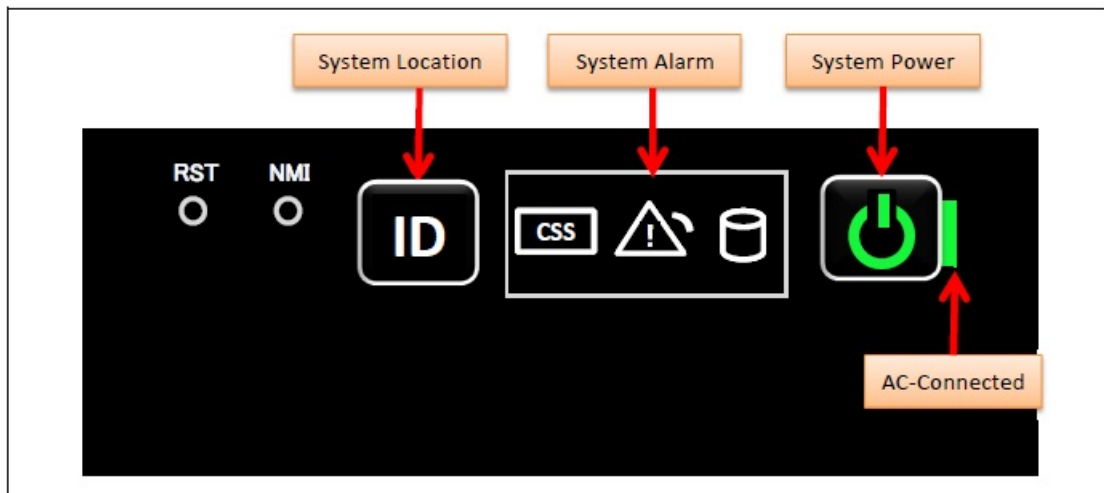 System Location
System Alarm
System Power
RST
NMI
ID
CSS
!
AC-Connected